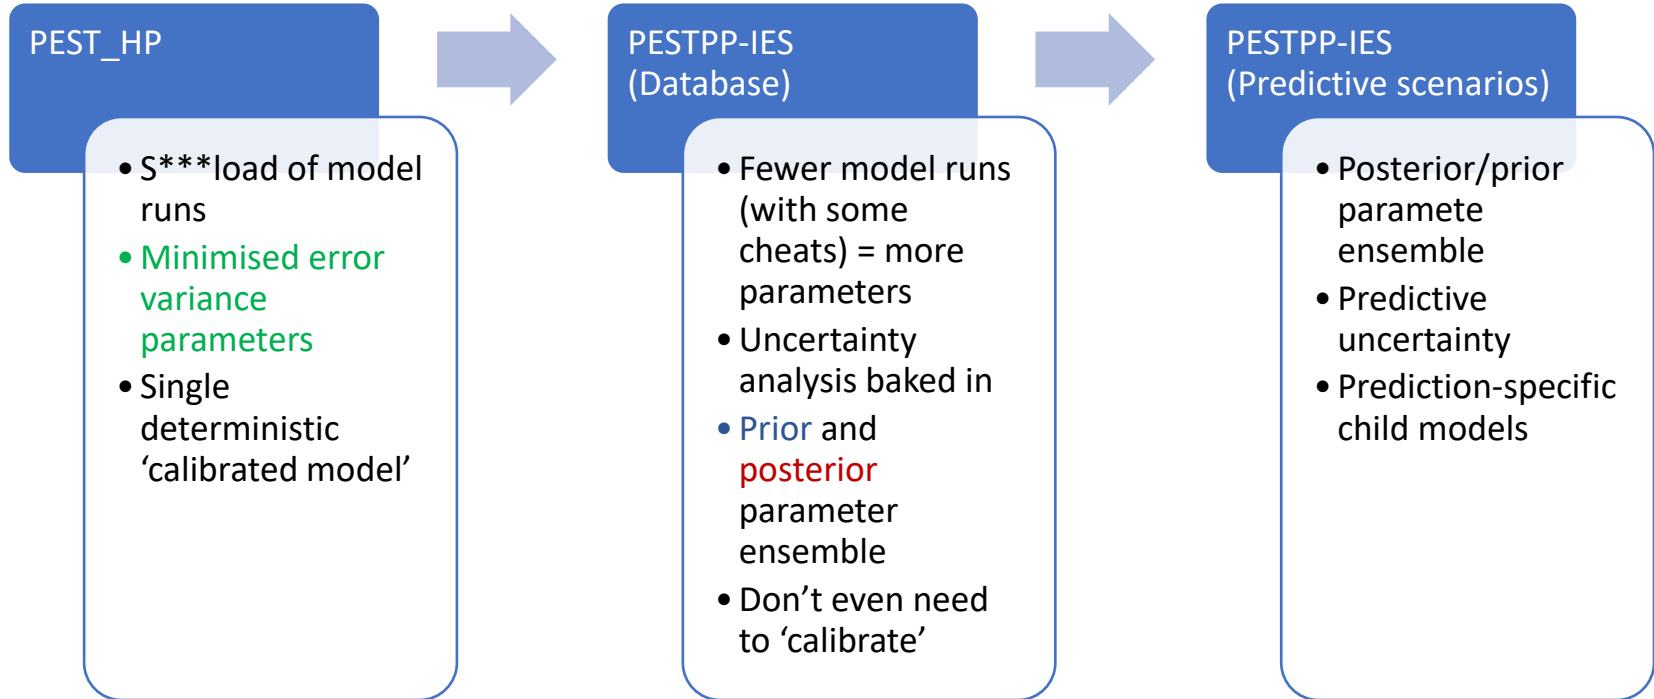 PEST_HP
• S***load of model
runs
• Minimised error
variance
parameters
• Single
deterministic
‘calibrated model’
PESTPP-IES
(Database)
• Fewer model runs
(with some
cheats) = more
parameters
• Uncertainty
analysis baked in
• Prior and
posterior
parameter
ensemble
• Don’t even need
to ‘calibrate’
PESTPP-IES
(Predictive scenarios)
• Posterior/prior
paramete
ensemble
• Predictive
uncertainty
• Prediction-specific
child models